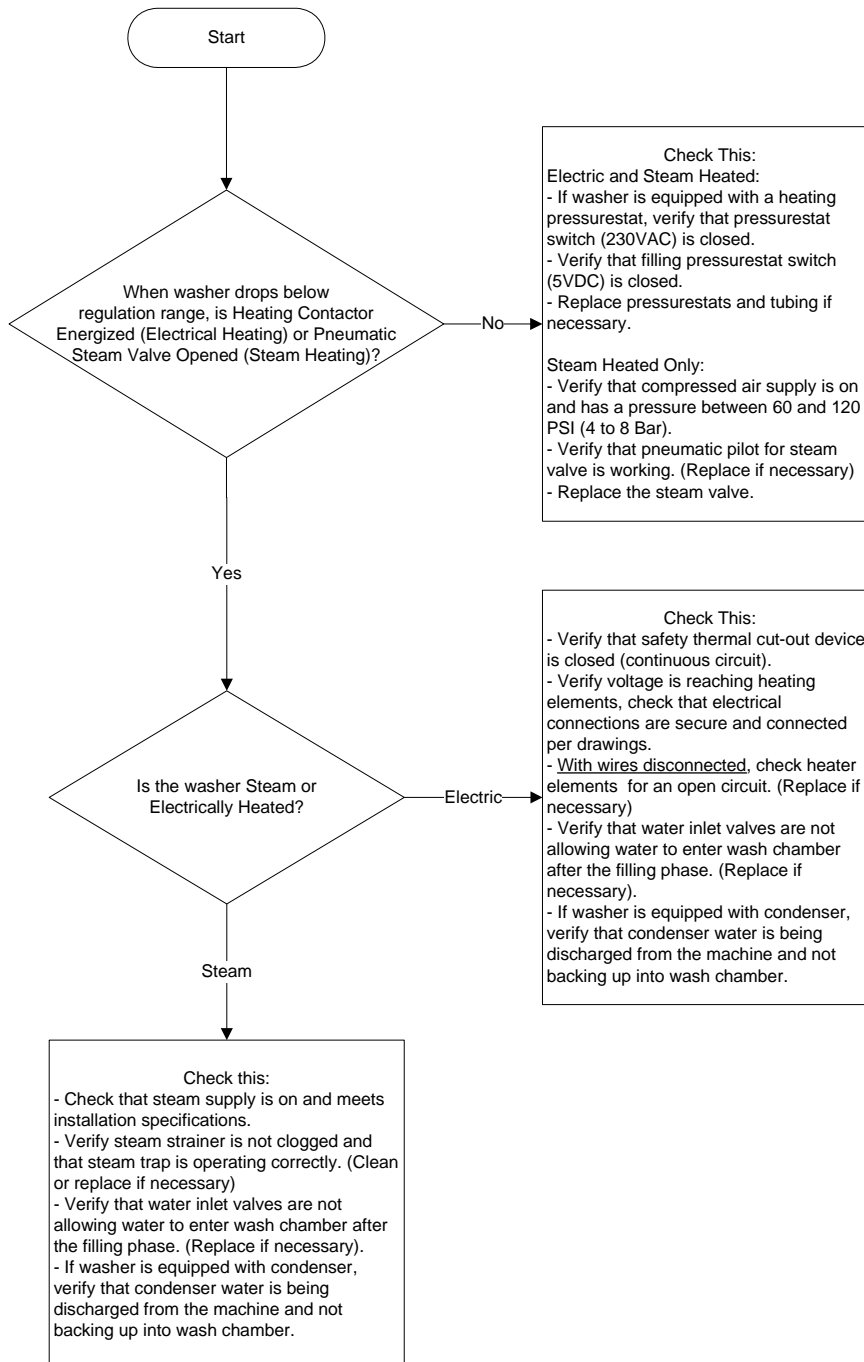 Start
When washer drops below
regulation range, is Heating Contactor
Energized (Electrical Heating) or Pneumatic
Steam Valve Opened (Steam Heating)?
No
Check This:
Electric and Steam Heated:
- If washer is equipped with a heating
pressurestat, verify that pressurestat
switch (230VAC) is closed.
- Verify that filling pressurestat switch
(5VDC) is closed.
- Replace pressurestats and tubing if
necessary.
Steam Heated Only:
- Verify that compressed air supply is on
and has a pressure between 60 and 120
PSI (4 to 8 Bar).
- Verify that pneumatic pilot for steam
valve is working. (Replace if necessary)
- Replace the steam valve.
Yes
Is the washer Steam or
Electrically Heated?
Electric
Check This:
- Verify that safety thermal cut-out device
is closed (continuous circuit).
- Verify voltage is reaching heating
elements, check that electrical
connections are secure and connected
per drawings.
- With wires disconnected, check heater
elements  for an open circuit. (Replace if
necessary)
- Verify that water inlet valves are not
allowing water to enter wash chamber
after the filling phase. (Replace if
necessary).
- If washer is equipped with condenser,
verify that condenser water is being
discharged from the machine and not
backing up into wash chamber.
Steam
Check this:
- Check that steam supply is on and meets
installation specifications.
- Verify steam strainer is not clogged and
that steam trap is operating correctly. (Clean
or replace if necessary)
- Verify that water inlet valves are not
allowing water to enter wash chamber after
the filling phase. (Replace if necessary).
- If washer is equipped with condenser,
verify that condenser water is being
discharged from the machine and not
backing up into wash chamber.